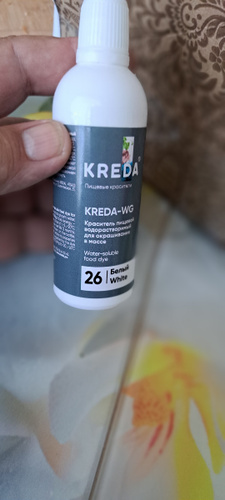 KREDA®
Пищевые красители
KREDA-WG
Краситель пищевой
водорастворимый
для окрашивания
в массе
Water-soluble
food dye
26 Белый
White